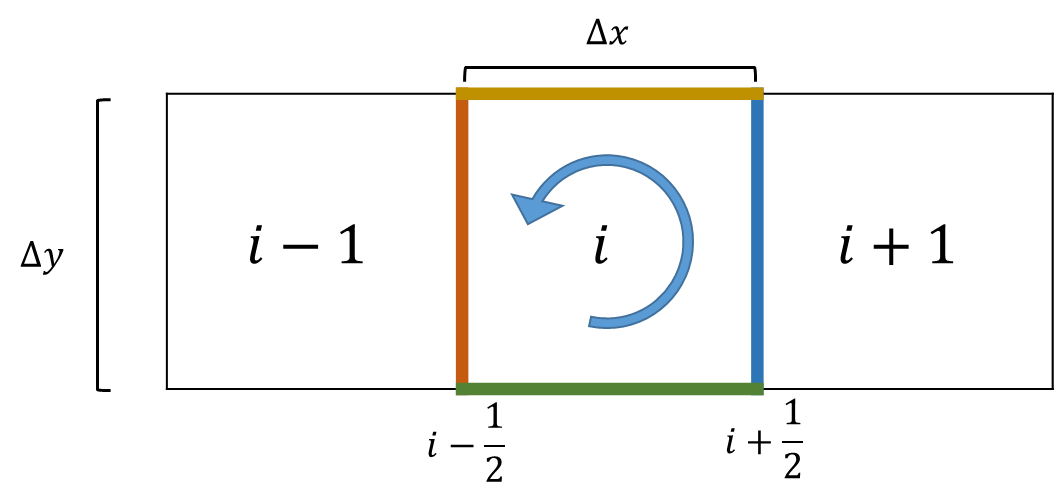 Δx
Δy
i − 1
i
i + 1
i − 1/2
i + 1/2